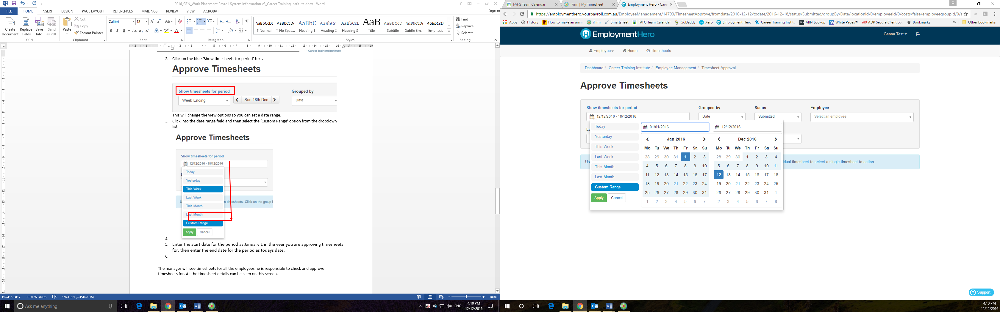 2016_GEN_Work Placement Payroll System Information v3_Career Training Institute.docx - Word
Sign in
FILE HOME INSERT DESIGN PAGE LAYOUT REFERENCES MAILINGS REVIEW VIEW ACROBAT
Create Document
Replace Fields
Save Into
Send as PDF
CCH
Paste
Cut
Copy
Format Painter
Clipboard
Calibri 12
Font
Paragraph
AaBbCcDc AaBbCcDc AaBbC AaBbCcl AaBbCcI AaB AaBbCcD AaBbCcDc AaBbCcDc
¶ Normal ¶ No Spac... Heading 1 Heading 2 Heading 3 Title Subtitle Subtle Em... Emphasis
Styles
Find
Replace
Select
Editing
Career Training Institute
2. Click on the blue ‘Show timesheets for period’ text.
Approve Timesheets
Show timesheets for period Grouped by
Week Ending Sun 18th Dec Date
This will change the view options so you can set a date range.
3. Click into the date range field and then select the ‘Custom Range’ option from the dropdown
list.
Approve Timesheets
Show timesheets for period
12/12/2016 - 18/12/2016
Today
Yesterday
This Week
Last Week
n timesheets. Click on the group
This Month
Last Month
Custom Range
Apply Cancel
4.
5. Enter the start date for the period as January 1 in the year you are approving timesheets
for, then enter the end date for the period as todays date.
6.
The manager will see timesheets for all the employees he is responsible to check and approve
timesheets for. All the timesheet details can be seen on this screen.
PAGE 5 OF 7 1104 WORDS ENGLISH (AUSTRALIA) 100%
Ask me anything
ENG
4:10 PM
12/12/2016
FAFG Team Calendar
iFirm | My Timesheet
Employment Hero - Care
https://employmenthero.yourpayroll.com.au/EmployeeManagement/14793/TimesheetApprove/fromdate/2016-12-12/todate/2016-12-18/status/Submitted/groupBy/Date/locationId/0/employeeId/0/costs/false/employeegroupId/0/s
Apps History How to make an anim iFirm Smartsheet FAFG Team Calendar GoDaddy Xero Employment Hero Career Training Institu ABN Lookup White Pages® ADP Secure Client Lo Bookmarks » Other bookmarks
EmploymentHero
Genna Test
Employee Home Timesheets
Dashboard / Career Training Institute / Employee Management / Timesheet Approval
Approve Timesheets
Show timesheets for period Grouped by Status Employee
12/12/2016 - 18/12/2016 Date Submitted Select an employee
Lo
Today
Yesterday
This Week
Last Week
This Month
Last Month
Custom Range
Apply Cancel
01/01/2016
12/12/2016
Jan 2016
Mo Tu We Th Fr Sa Su
28 29 30 31 1 2 3
4 5 6 7 8 9 10
11 12 13 14 15 16 17
18 19 20 21 22 23 24
25 26 27 28 29 30 31
1 2 3 4 5 6 7
Dec 2016
Mo Tu We Th Fr Sa Su
28 29 30 1 2 3 4
5 6 7 8 9 10 11
12 13 14 15 16 17 18
19 20 21 22 23 24 25
26 27 28 29 30 31 1
2 3 4 5 6 7 8
Us
dual timesheet to select a single timesheet to action.
Support
4:10 PM
12/12/2016